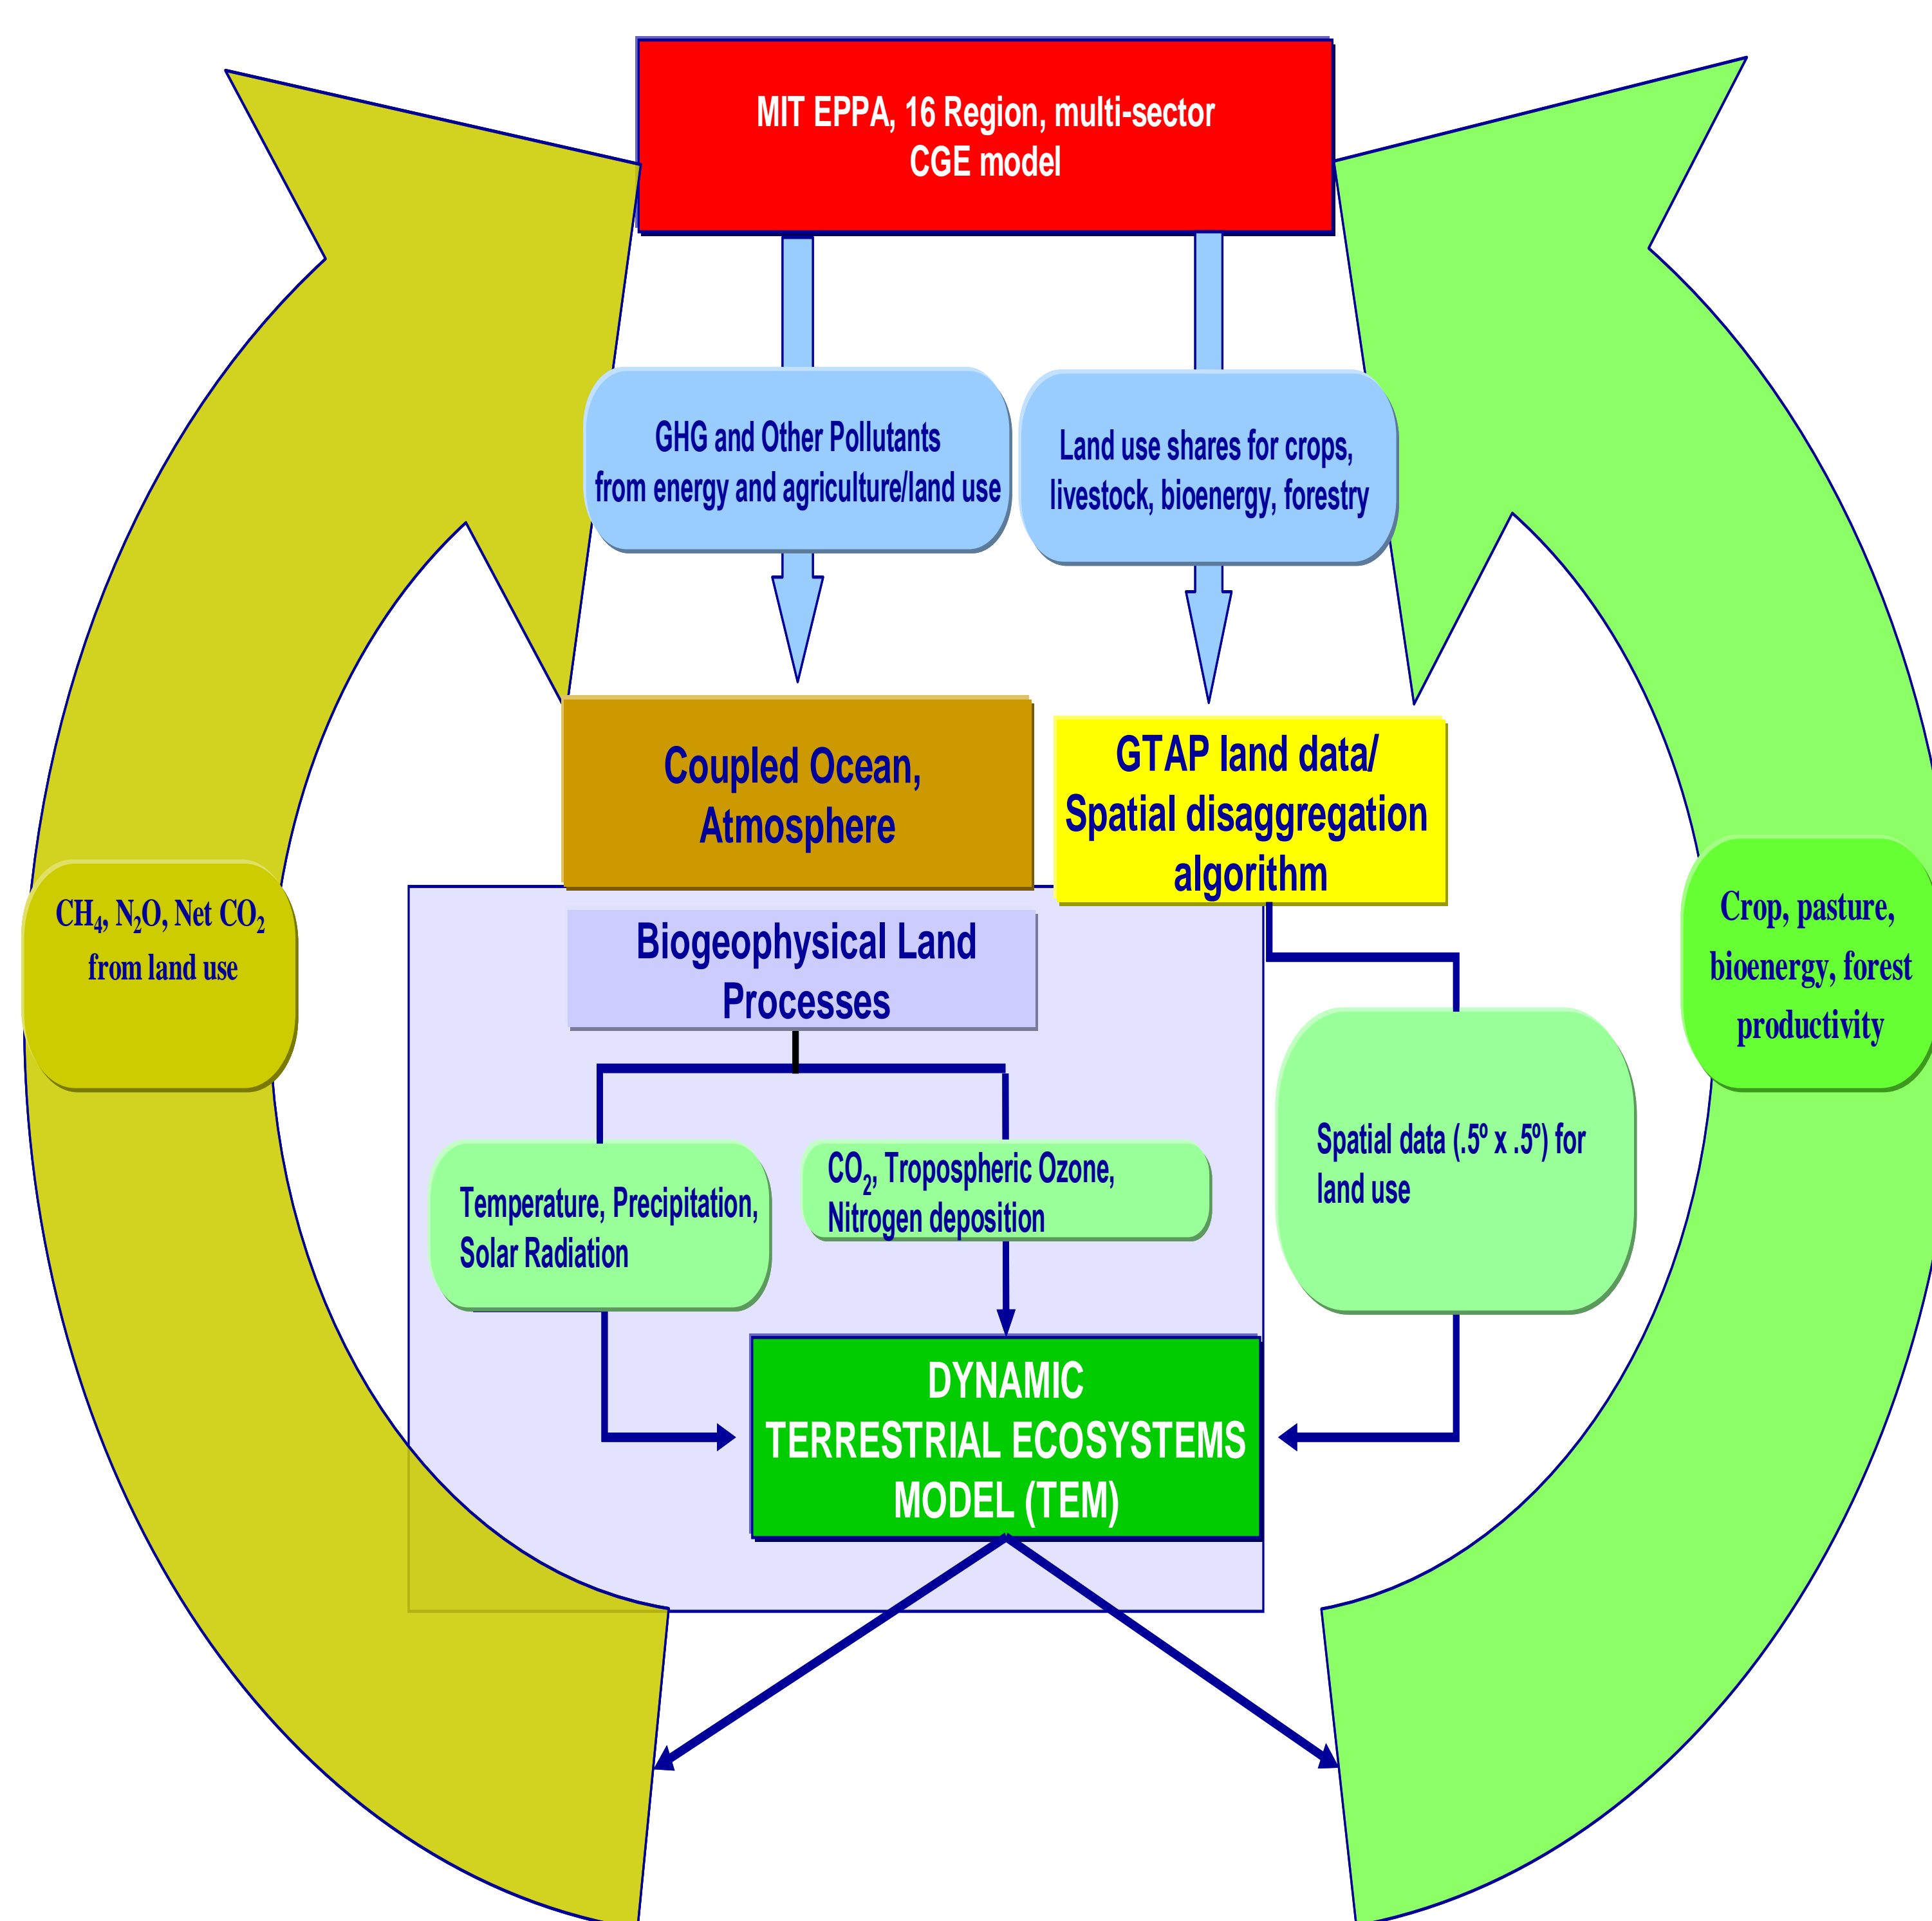 MIT EPPA, 16 Region, multi-sector
CGE model
GHG and Other Pollutants
from energy and agriculture/land use
Land use shares for crops,
livestock, bioenergy, forestry
Coupled Ocean,
Atmosphere
GTAP land data/
Spatial disaggregation
algorithm
CH₄, N₂O, Net CO₂
from land use
Biogeophysical Land
Processes
Crop, pasture,
bioenergy, forest
productivity
Temperature, Precipitation,
Solar Radiation
CO₂, Tropospheric Ozone,
Nitrogen deposition
Spatial data (.5º x .5º) for
land use
DYNAMIC
TERRESTRIAL ECOSYSTEMS
MODEL (TEM)